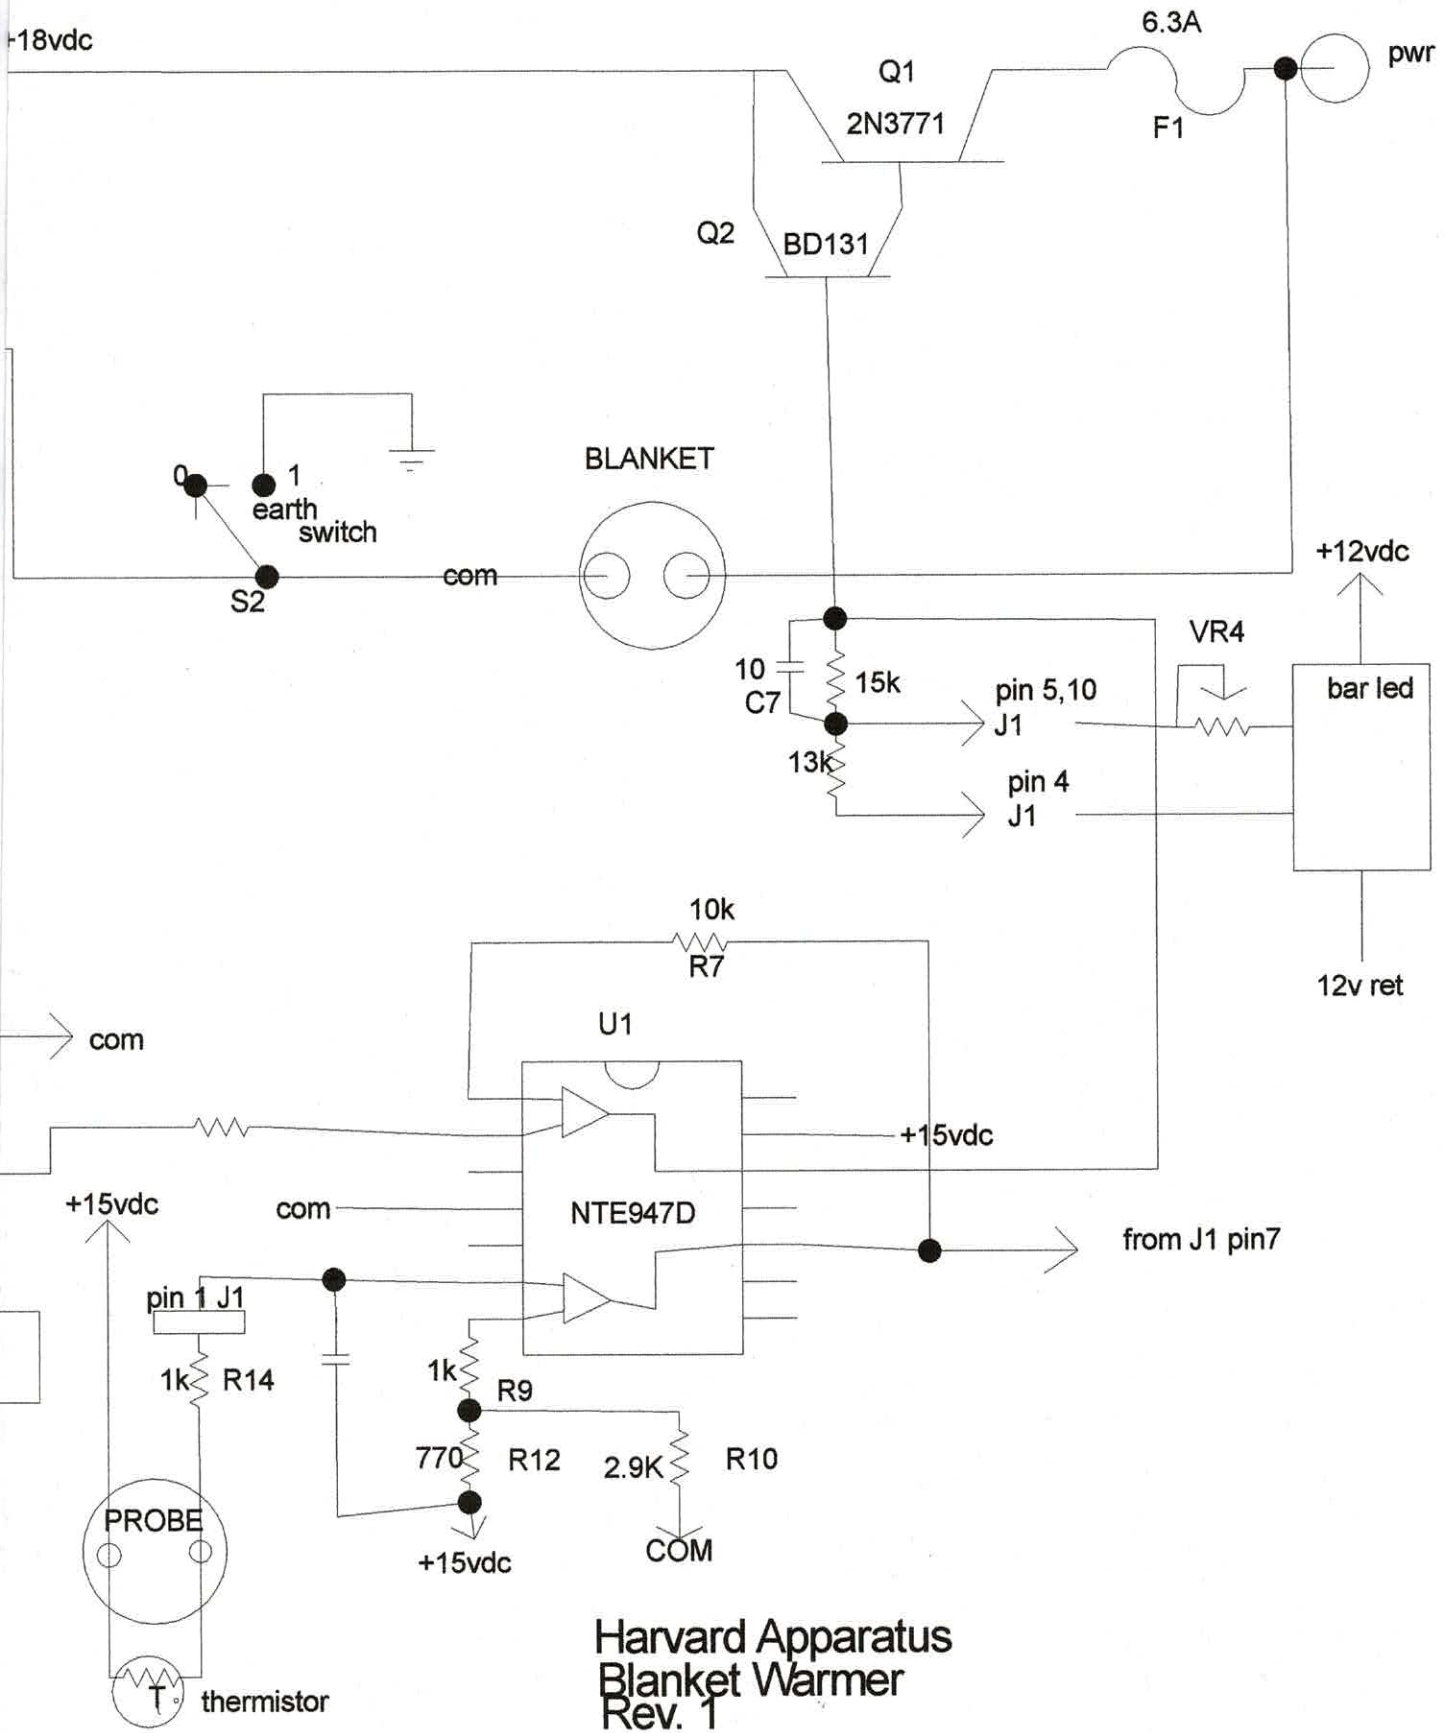 +18vdc
6.3A
pwr
Q1
2N3771
F1
Q2
BD131
BLANKET
0
1
earth
switch
+12vdc
com
S2
VR4
10
15k
pin 5,10
bar led
C7
J1
13k
pin 4
J1
10k
R7
12v ret
U1
com
+15vdc
+15vdc
com
NTE947D
from J1 pin7
pin 1 J1
1k
R14
1k
R9
770
R12
2.9K
R10
PROBE
COM
+15vdc
Harvard Apparatus
Blanket Warmer
Rev. 1
T
thermistor